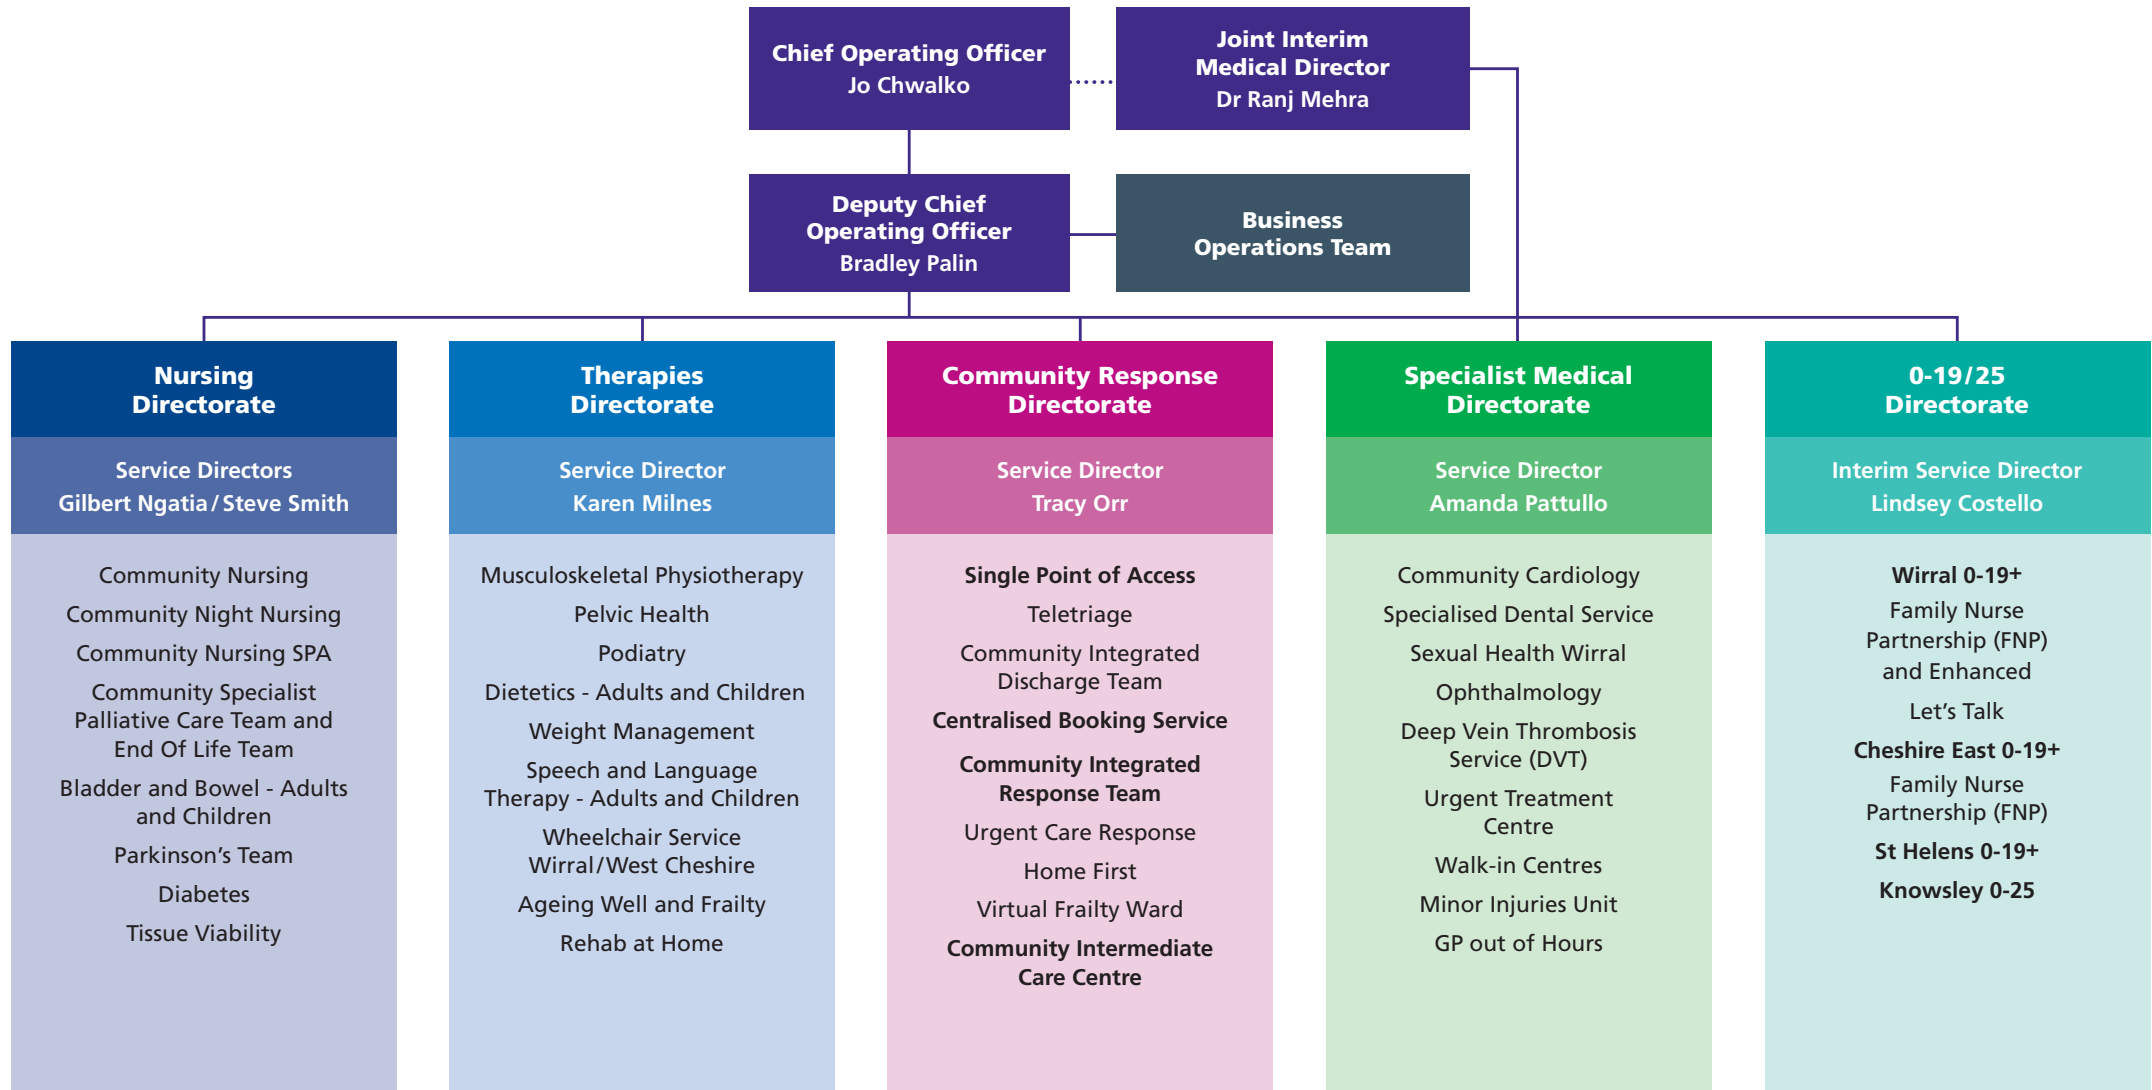 Chief Operating Officer
Jo Chwalko
Joint Interim
Medical Director
Dr Ranj Mehra
Deputy Chief
Operating Officer
Bradley Palin
Business
Operations Team
Nursing
Directorate
Service Directors
Gilbert Ngatia/Steve Smith
Community Nursing
Community Night Nursing
Community Nursing SPA
Community Specialist
Palliative Care Team and
End Of Life Team
Bladder and Bowel - Adults
and Children
Parkinson's Team
Diabetes
Tissue Viability
Therapies
Directorate
Service Director
Karen Milnes
Musculoskeletal Physiotherapy
Pelvic Health
Podiatry
Dietetics - Adults and Children
Weight Management
Speech and Language
Therapy - Adults and Children
Wheelchair Service
Wirral/West Cheshire
Ageing Well and Frailty
Rehab at Home
Community Response
Directorate
Service Director
Tracy Orr
Single Point of Access
Teletriage
Community Integrated
Discharge Team
Centralised Booking Service
Community Integrated
Response Team
Urgent Care Response
Home First
Virtual Frailty Ward
Community Intermediate
Care Centre
Specialist Medical
Directorate
Service Director
Amanda Pattullo
Community Cardiology
Specialised Dental Service
Sexual Health Wirral
Ophthalmology
Deep Vein Thrombosis
Service (DVT)
Urgent Treatment
Centre
Walk-in Centres
Minor Injuries Unit
GP out of Hours
0-19/25
Directorate
Interim Service Director
Lindsey Costello
Wirral 0-19+
Family Nurse
Partnership (FNP)
and Enhanced
Let's Talk
Cheshire East 0-19+
Family Nurse
Partnership (FNP)
St Helens 0-19+
Knowsley 0-25